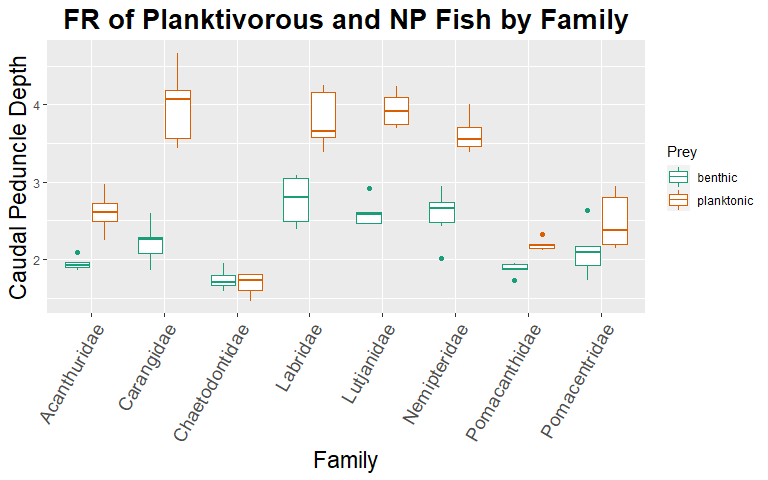 FR of Planktivorous and NP Fish by Family
Caudal Peduncle Depth
4
3
2
Acanthuridae
Carangidae
Chaetodontidae
Labridae
Lutjanidae
Nemipteridae
Pomacanthidae
Pomacentridae
Family
Prey
benthic
planktonic